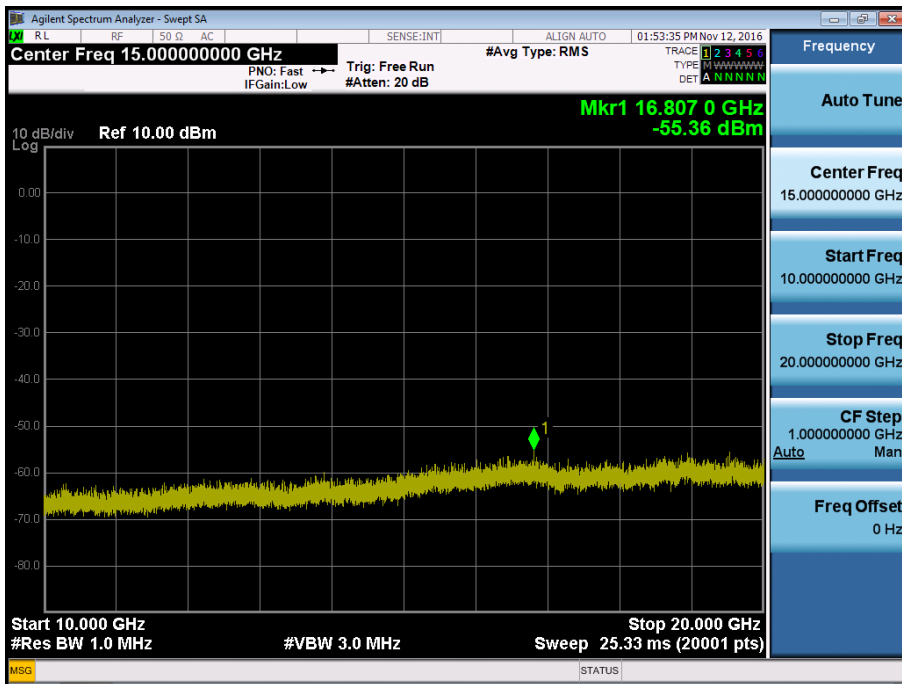 Agilent Spectrum Analyzer - Swept SA
LXI RL RF 50 Ω AC SENSE:INT ALIGN AUTO 01:53:35 PM Nov 12, 2016
Center Freq 15.000000000 GHz
PNO: Fast
IFGain:Low
Trig: Free Run
#Atten: 20 dB
#Avg Type: RMS
TRACE 1 2 3 4 5 6
TYPE M W W W W W
DET A N N N N N
Mkr1 16.807 0 GHz
-55.36 dBm
10 dB/div
Log
Ref 10.00 dBm
0.00
-10.0
-20.0
-30.0
-40.0
-50.0
-60.0
-70.0
-80.0
1
Start 10.000 GHz
Stop 20.000 GHz
#Res BW 1.0 MHz
#VBW 3.0 MHz
Sweep 25.33 ms (20001 pts)
MSG
STATUS
Frequency
Auto Tune
Center Freq
15.000000000 GHz
Start Freq
10.000000000 GHz
Stop Freq
20.000000000 GHz
CF Step
1.000000000 GHz
Auto Man
Freq Offset
0 Hz